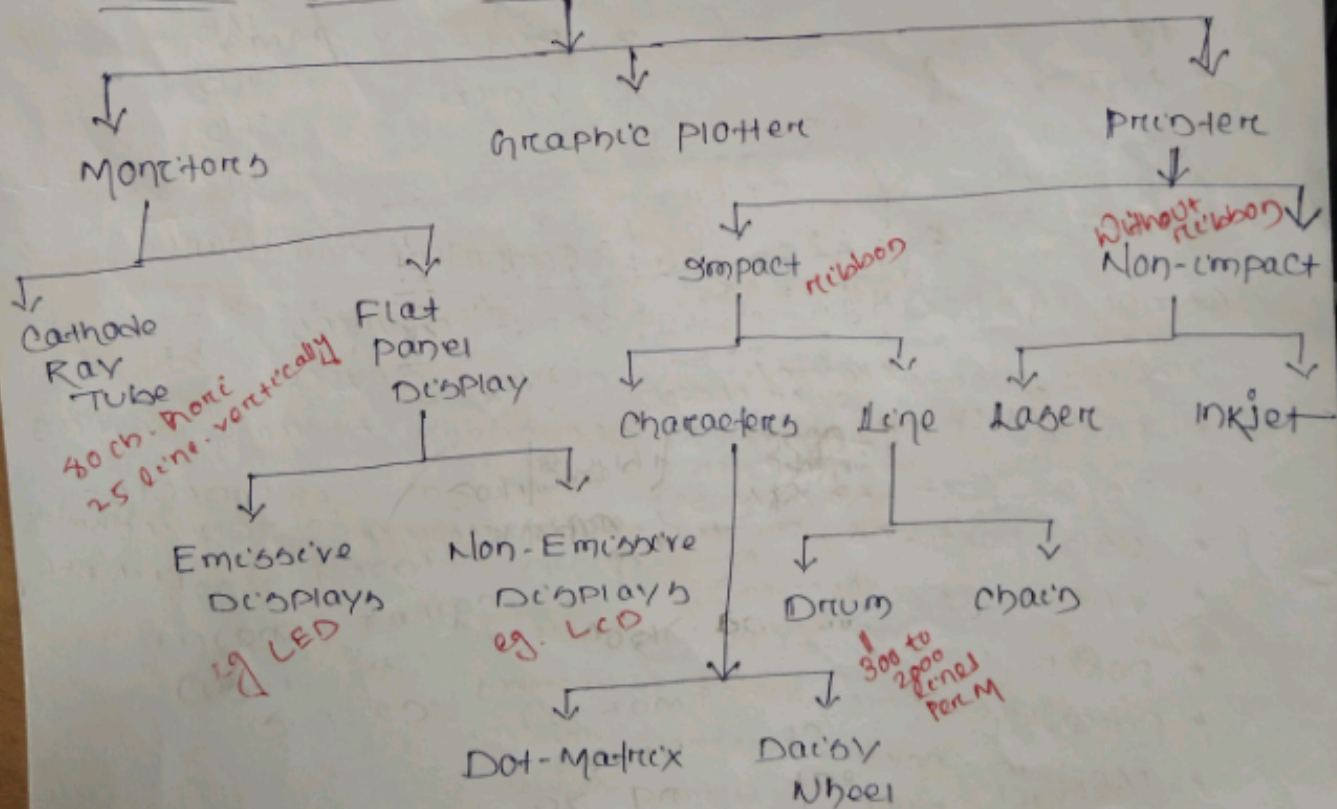 Monitors
Graphic Plotter
Printer
Cathode
Ray
Tube
80 ch. hori
25 line. vertically
Flat
panel
Display
Impact
ribbon
Without
ribbon
Non-impact
Characters
Line
Laser
Inkjet
Emissive
Displays
eg LED
Non-Emissive
Displays
eg. LCD
Drum
300 to
2000
lines
per M
Chain
Dot-Matrix
Daisy
Wheel